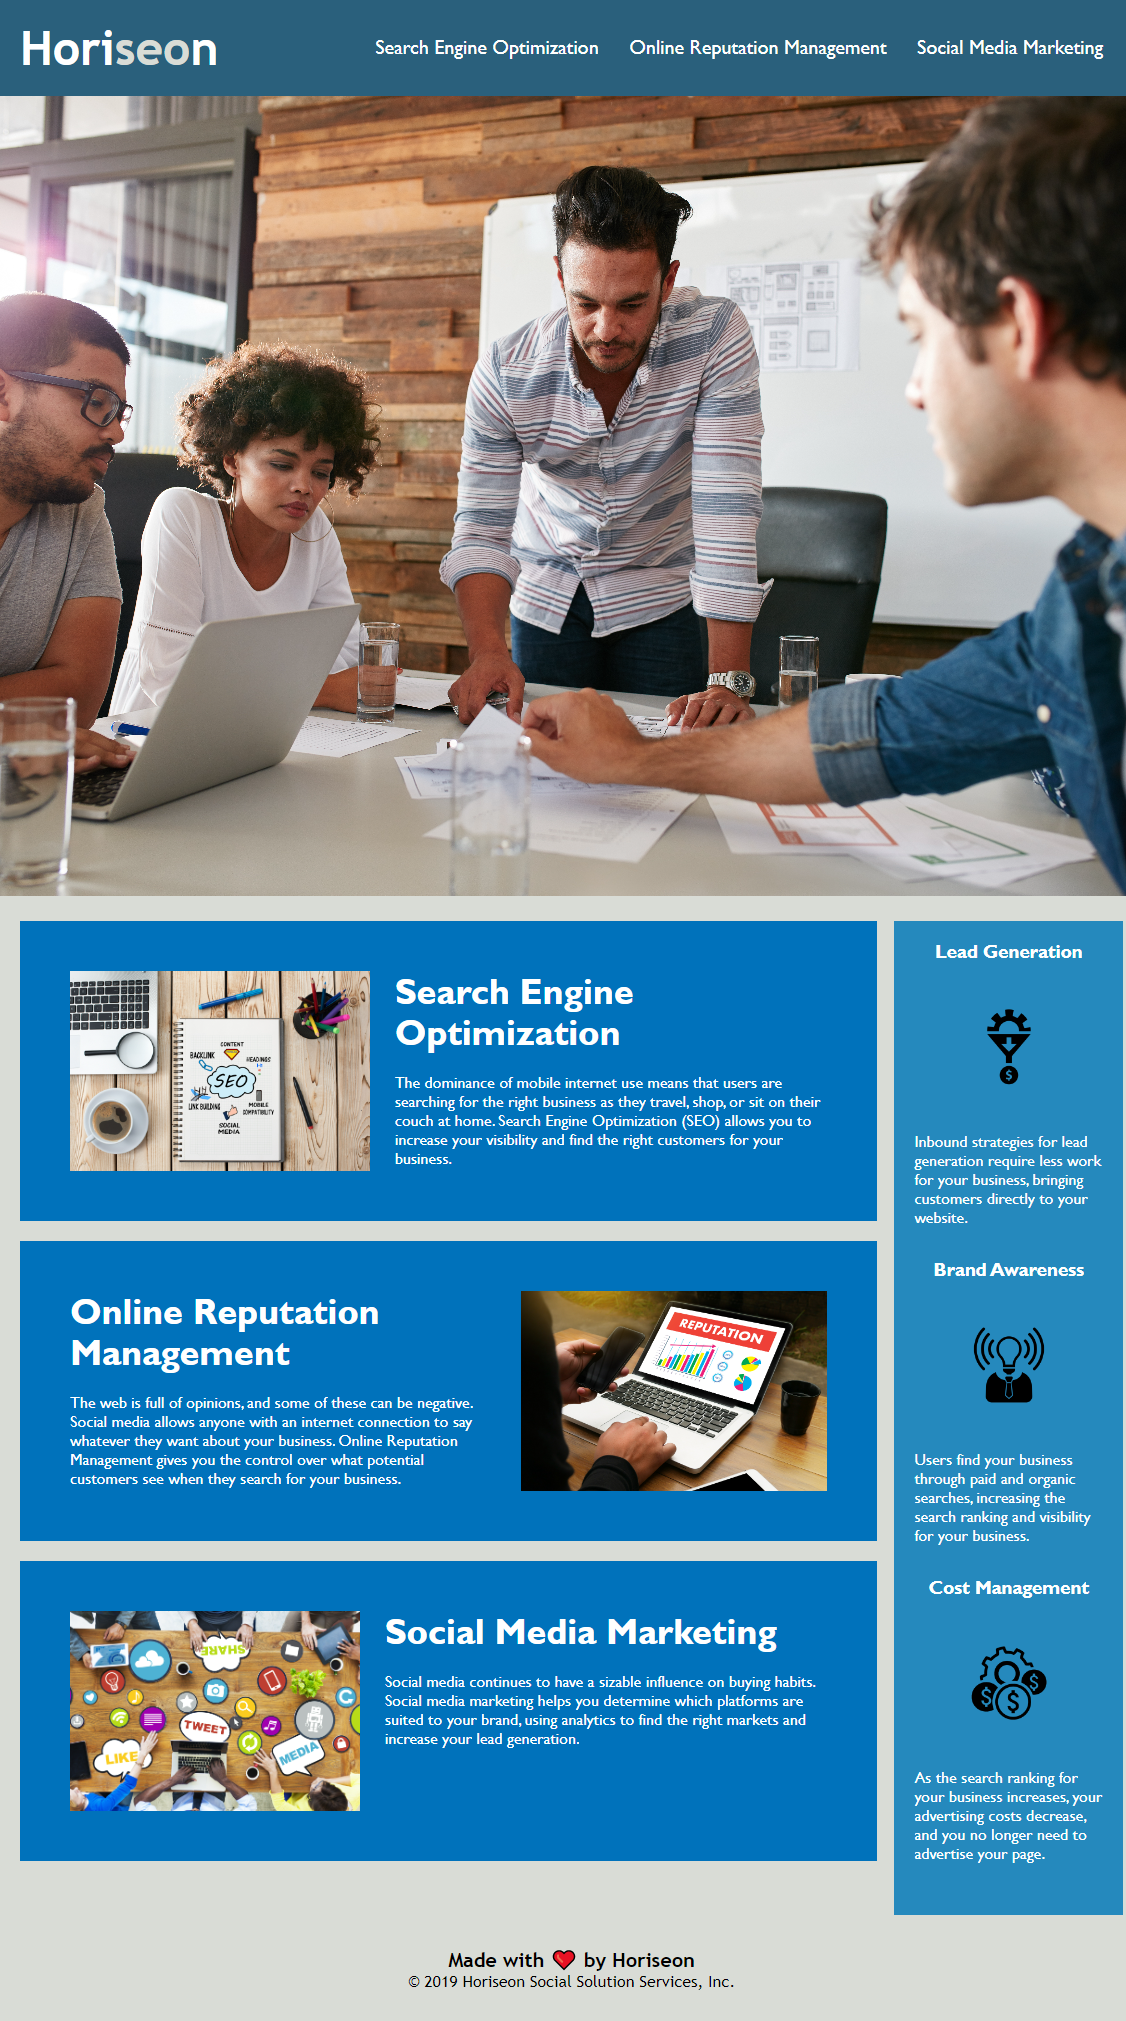 Horiseon
Search Engine Optimization
Online Reputation Management
Social Media Marketing
CONTENT
BACKLINK
HEADINGS
SEO
LINK BUILDING
MOBILE
COMPATIBILITY
SOCIAL
MEDIA
Search Engine
Optimization
The dominance of mobile internet use means that users are
searching for the right business as they travel, shop, or sit on their
couch at home. Search Engine Optimization (SEO) allows you to
increase your visibility and find the right customers for your
business.
Online Reputation
Management
The web is full of opinions, and some of these can be negative.
Social media allows anyone with an internet connection to say
whatever they want about your business. Online Reputation
Management gives you the control over what potential
customers see when they search for your business.
REPUTATION
SHARE
TWEET
LIKE
MEDIA
Social Media Marketing
Social media continues to have a sizable influence on buying habits.
Social media marketing helps you determine which platforms are
suited to your brand, using analytics to find the right markets and
increase your lead generation.
Lead Generation
$
Inbound strategies for lead
generation require less work
for your business, bringing
customers directly to your
website.
Brand Awareness
Users find your business
through paid and organic
searches, increasing the
search ranking and visibility
for your business.
Cost Management
$ $ $
As the search ranking for
your business increases, your
advertising costs decrease,
and you no longer need to
advertise your page.
Made with ❤️ by Horiseon
© 2019 Horiseon Social Solution Services, Inc.